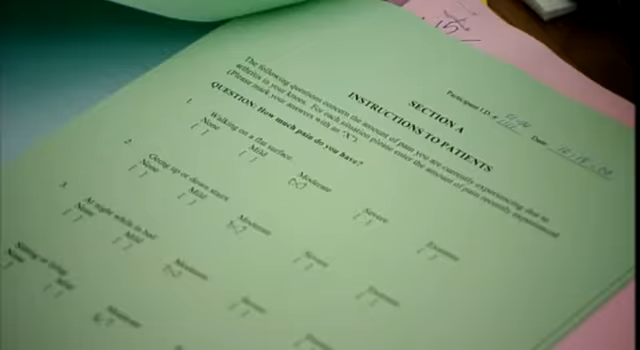 Participant I.D. #
Date:
SECTION A
INSTRUCTIONS TO PATIENTS
The following questions concern the amount of pain you are currently experiencing due to
arthritis in your knees. For each situation please enter the amount of pain recently experienced
(Please mark your answers with an "X").
QUESTION: How much pain do you have?
1. Walking on a flat surface.
None Mild Moderate Severe Extreme
( ) ( ) (X) ( ) ( )
2. Going up or down stairs
None Mild Moderate Severe Extreme
( ) ( ) (X) ( ) ( )
3. At night while in bed
None Mild Moderate Severe Extreme
( ) ( ) (X) ( ) ( )
Sitting or lying
None Mild Moderate